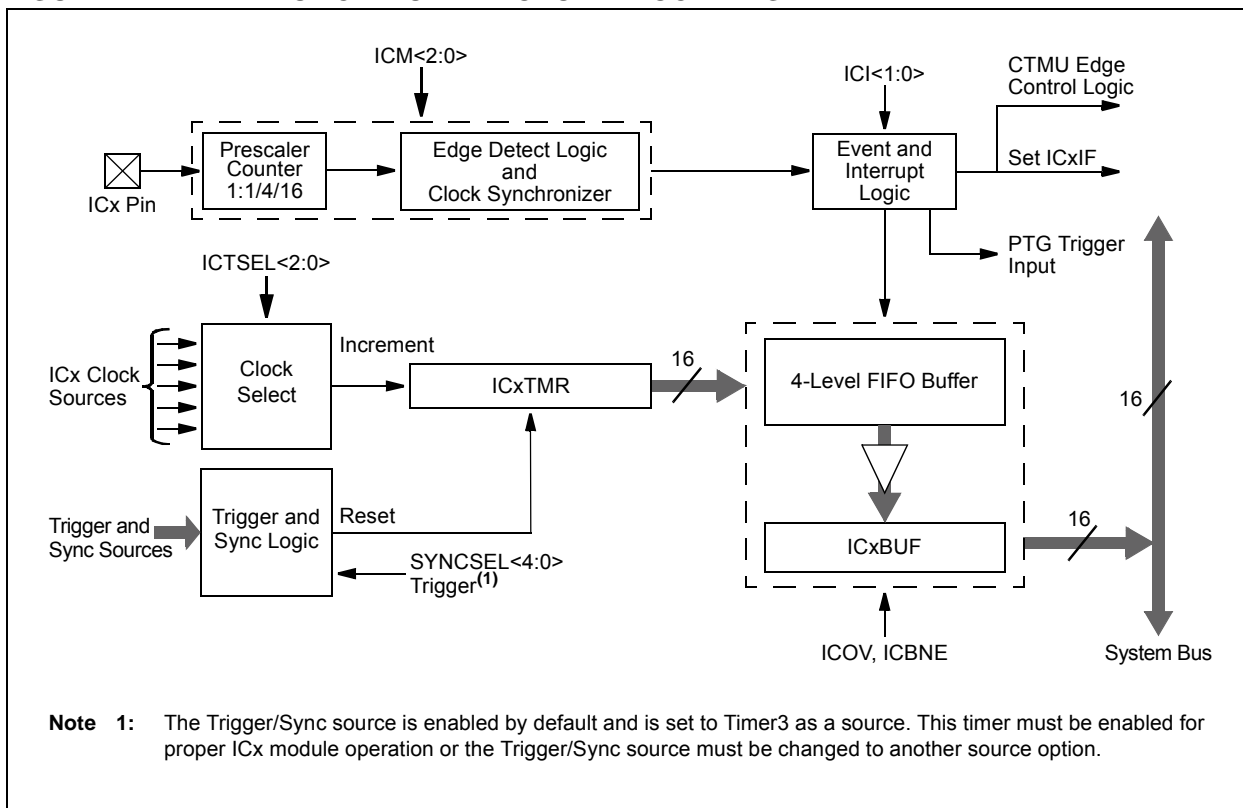 ICM<2:0>
ICI<1:0>
CTMU Edge
Control Logic
Prescaler
Counter
1:1/4/16
Edge Detect Logic
and
Clock Synchronizer
Event and
Interrupt
Logic
Set ICxIF
ICx Pin
PTG Trigger
Input
ICTSEL<2:0>
ICx Clock
Sources
Clock
Select
Increment
ICxTMR
16
4-Level FIFO Buffer
16
Trigger and
Sync Sources
Trigger and
Sync Logic
Reset
SYNCSEL<4:0>
Trigger(1)
ICxBUF
16
ICOV, ICBNE
System Bus
Note 1: The Trigger/Sync source is enabled by default and is set to Timer3 as a source. This timer must be enabled for
proper ICx module operation or the Trigger/Sync source must be changed to another source option.